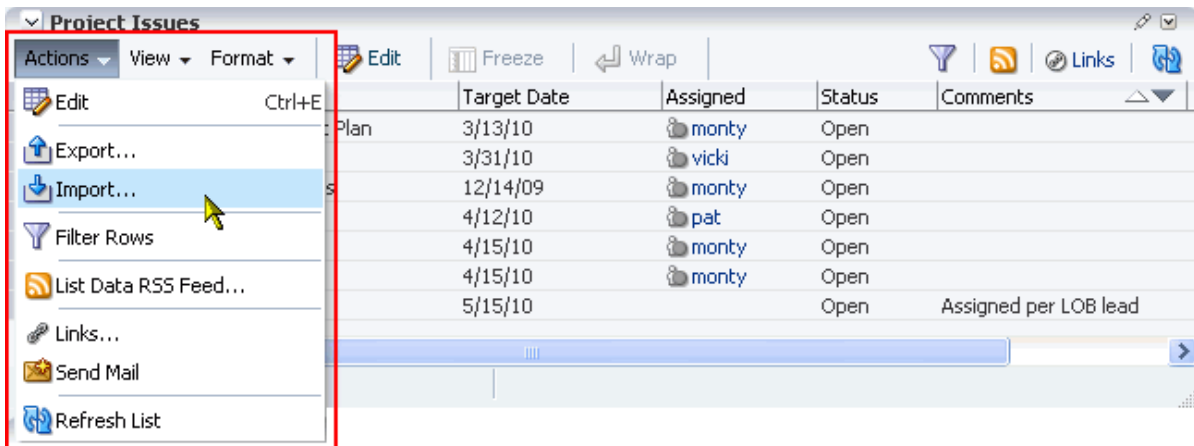 Project Issues
Actions View Format Edit Freeze Wrap Links
Edit Ctrl+E
Export...
Import...
Filter Rows
List Data RSS Feed...
Links...
Send Mail
Refresh List
Target Date Assigned Status Comments
Plan 3/13/10 monty Open
3/31/10 vicki Open
s 12/14/09 monty Open
4/12/10 pat Open
4/15/10 monty Open
4/15/10 monty Open
5/15/10 Open Assigned per LOB lead